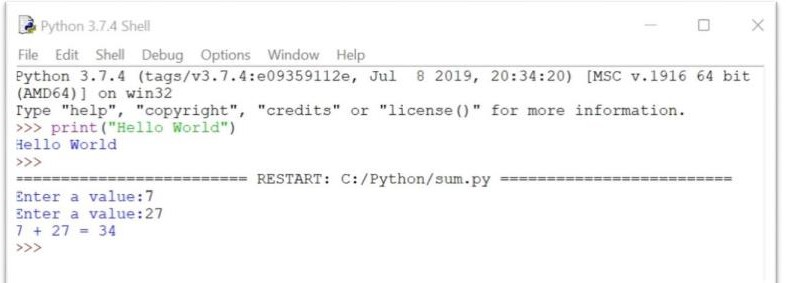 Python 3.7.4 Shell
File Edit Shell Debug Options Window Help
Python 3.7.4 (tags/v3.7.4:e09359112e, Jul  8 2019, 20:34:20) [MSC v.1916 64 bit
(AMD64)] on win32
Type "help", "copyright", "credits" or "license()" for more information.
>>> print("Hello World")
Hello World
>>>
========================= RESTART: C:/Python/sum.py =========================
Enter a value:7
Enter a value:27
7 + 27 = 34
>>>